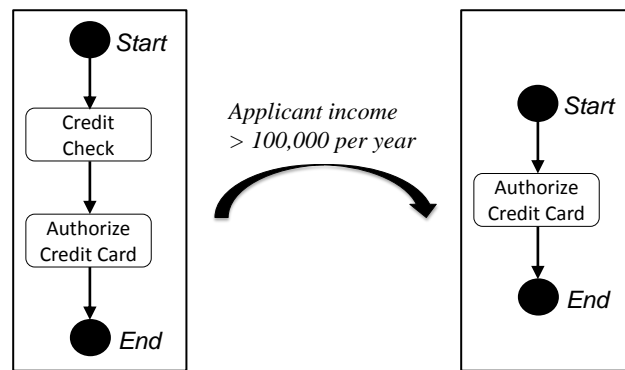 Start
Credit
Check
Authorize
Credit Card
End
Applicant income
> 100,000 per year
Start
Authorize
Credit Card
End